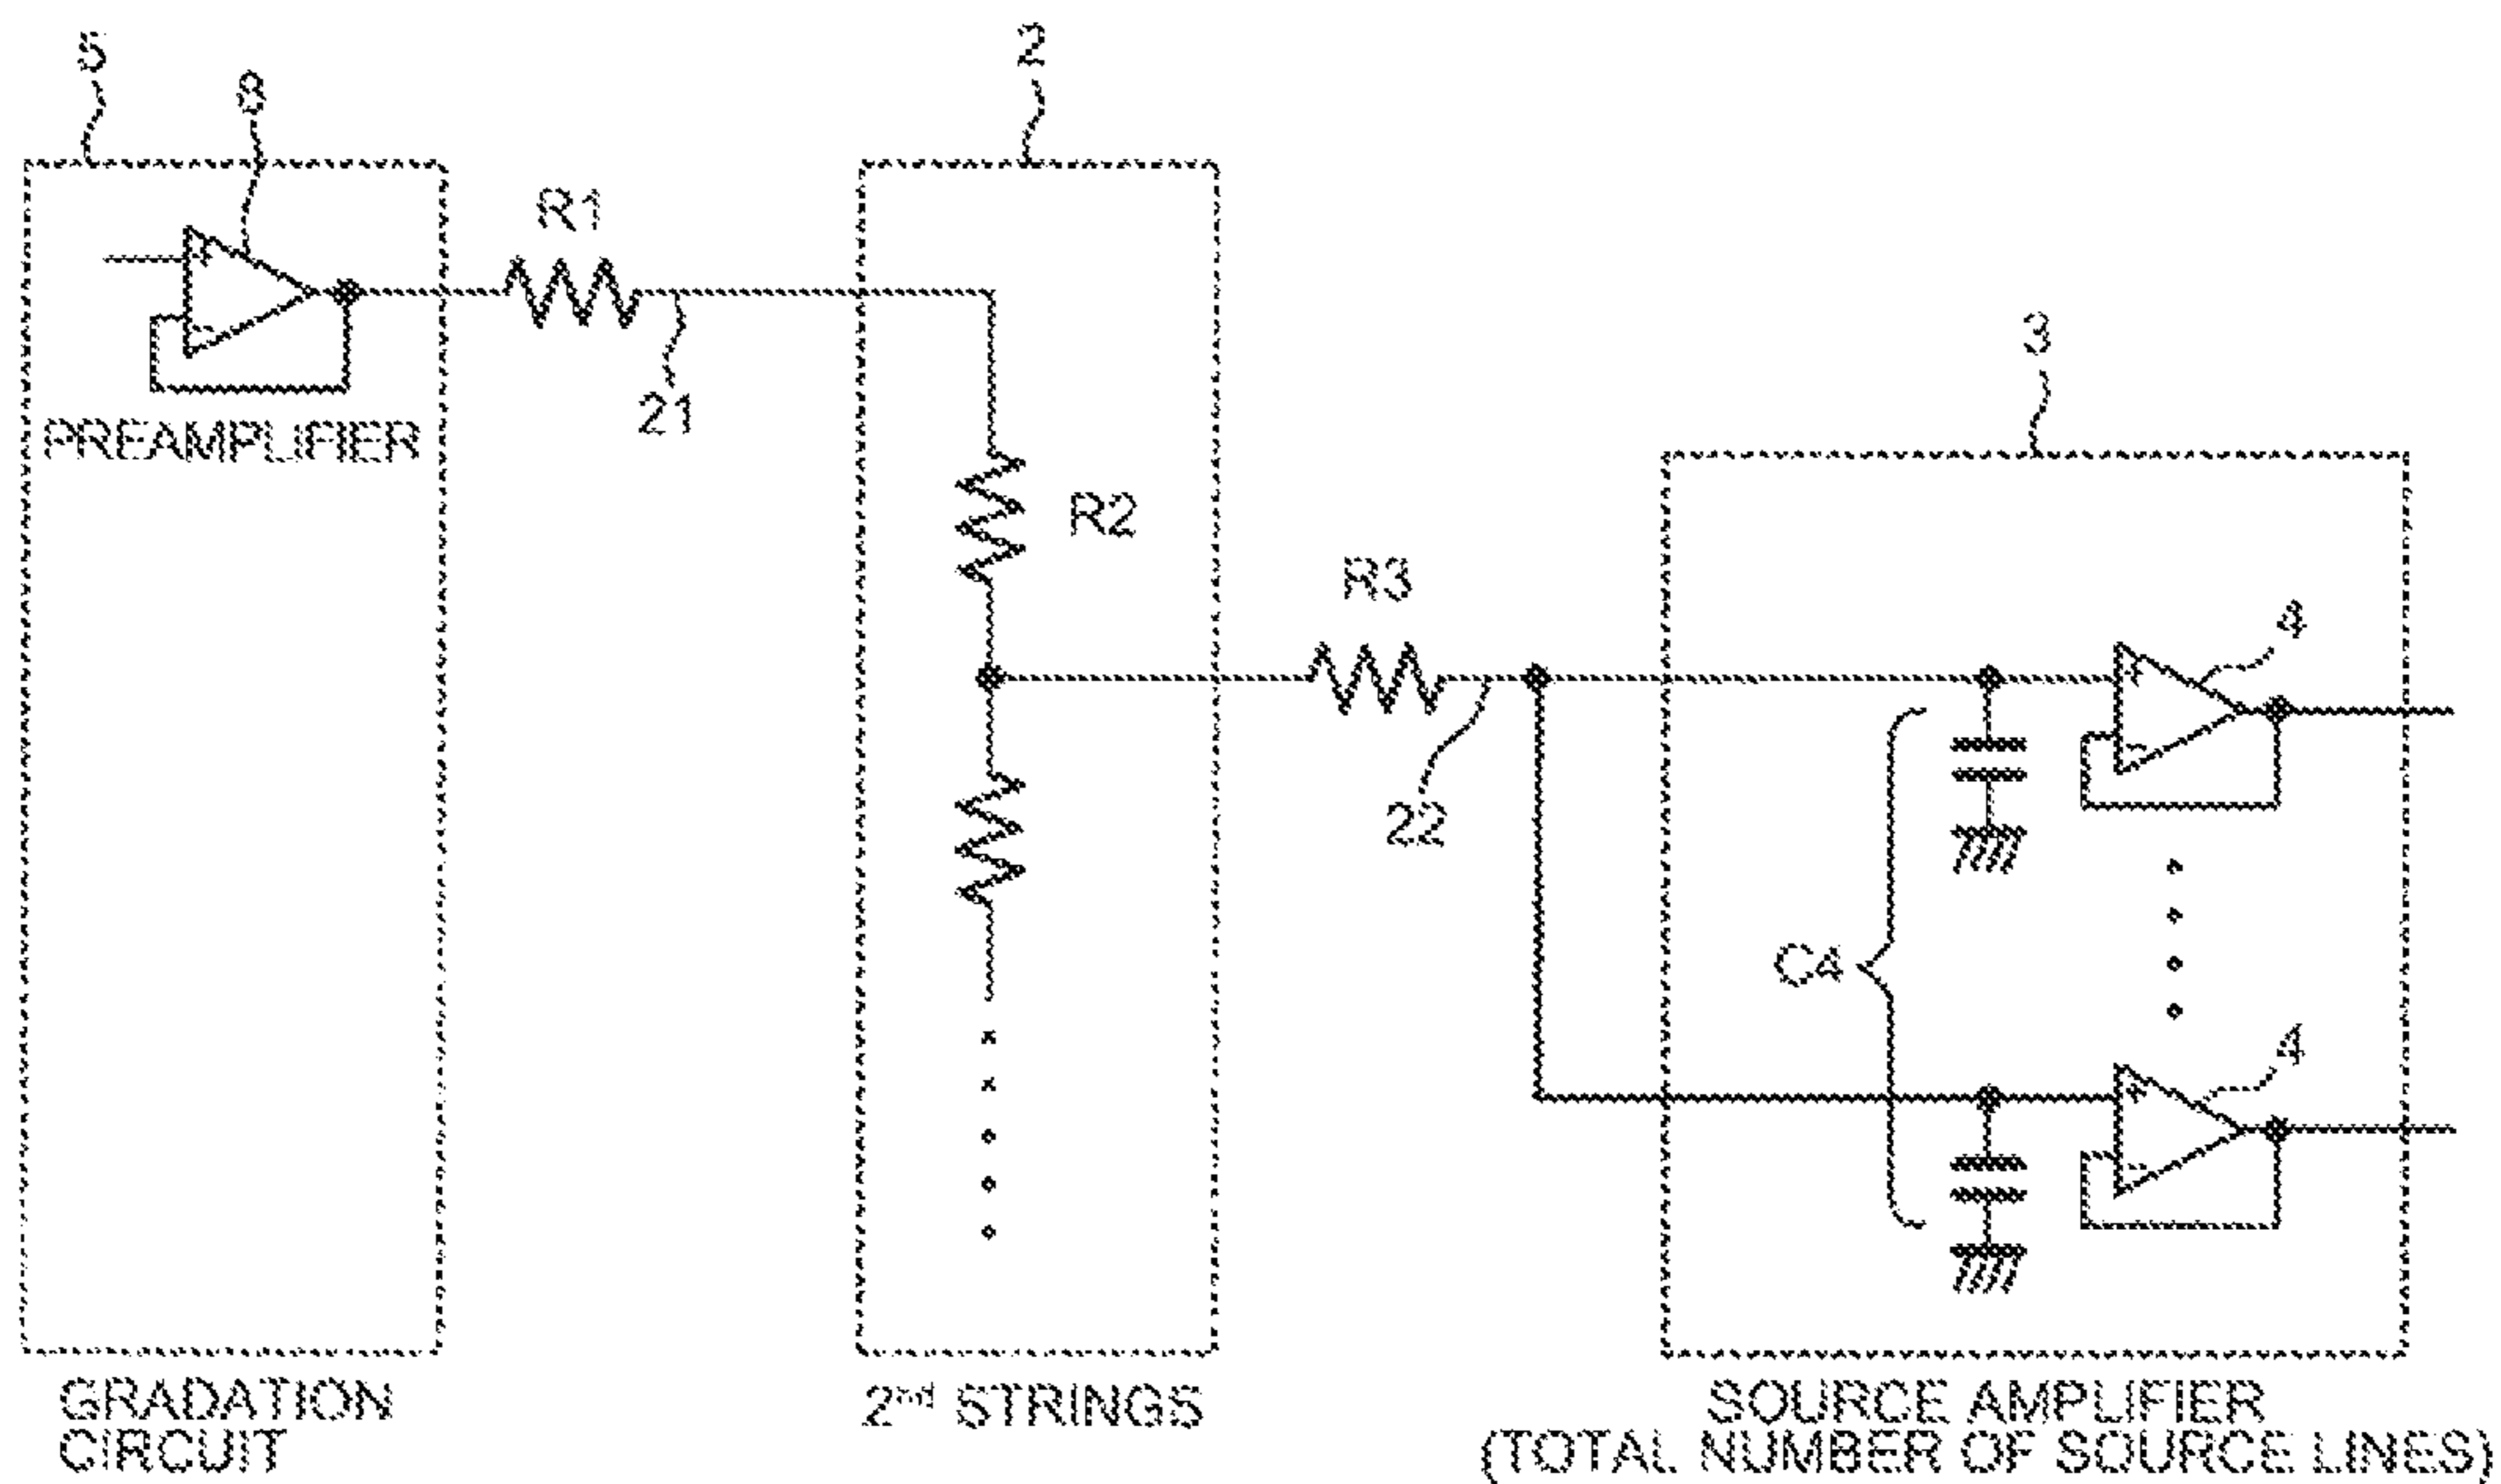 5
2
R1
3
21
PREAMPLIFIER
R2
R3
4
22
C4
4
GRADATION
CIRCUIT
2nd STRINGS
SOURCE AMPLIFIER
(TOTAL NUMBER OF SOURCE LINES)